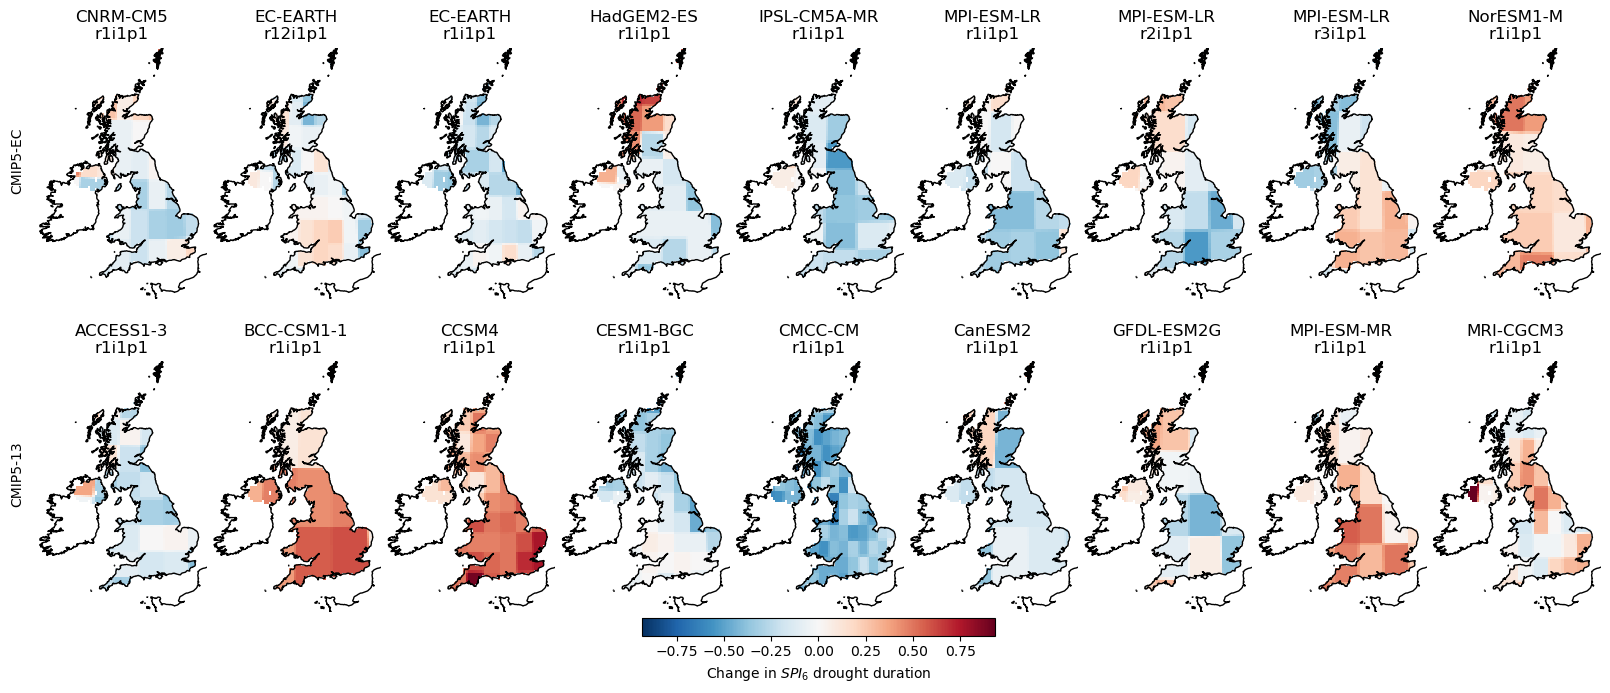 CNRM-CM5 EC-EARTH EC-EARTH HadGEM2-ES IPSL-CM5A-MR MPI-ESM-LR MPI-ESM-LR MPI-ESM-LR NorESM1-M
r1i1p1 r12i1p1 r1i1p1 r1i1p1 r1i1p1 r1i1p1 r2i1p1 r3i1p1 r1i1p1
CMIP5-EC
ACCESS1-3 BCC-CSM1-1 CCSM4 CESM1-BGC CMCC-CM CanESM2 GFDL-ESM2G MPI-ESM-MR MRI-CGCM3
r1i1p1 r1i1p1 r1i1p1 r1i1p1 r1i1p1 r1i1p1 r1i1p1 r1i1p1 r1i1p1
CMIP5-13
−0.75 −0.50 −0.25 0.00 0.25 0.50 0.75
Change in SPI₆ drought duration